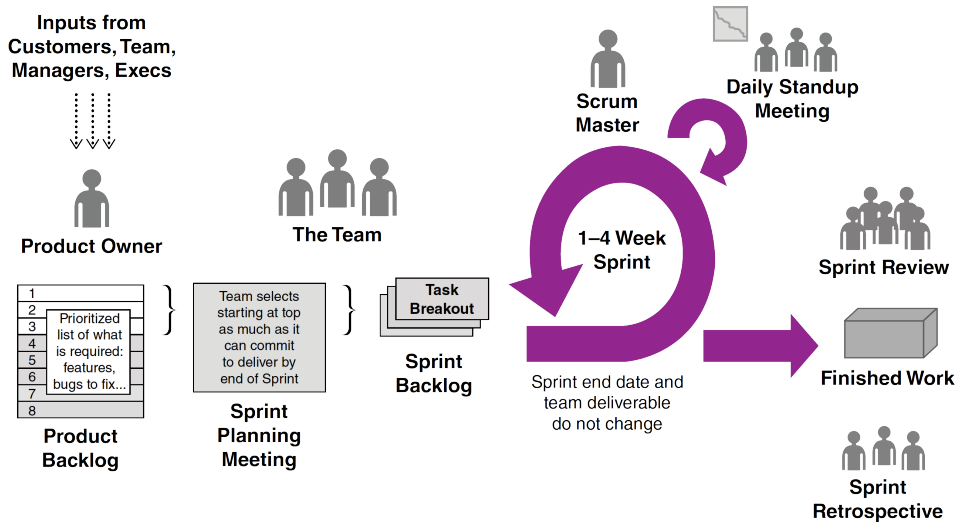 Inputs from
Customers, Team,
Managers, Execs
Product Owner
The Team
1
2
3
4
5
6
7
8
Prioritized
list of what
is required:
features,
bugs to fix...
Product
Backlog
Team selects
starting at top
as much as it
can commit
to deliver by
end of Sprint
Sprint
Planning
Meeting
Task
Breakout
Sprint
Backlog
Scrum
Master
Daily Standup
Meeting
1–4 Week
Sprint
Sprint end date and
team deliverable
do not change
Sprint Review
Finished Work
Sprint
Retrospective